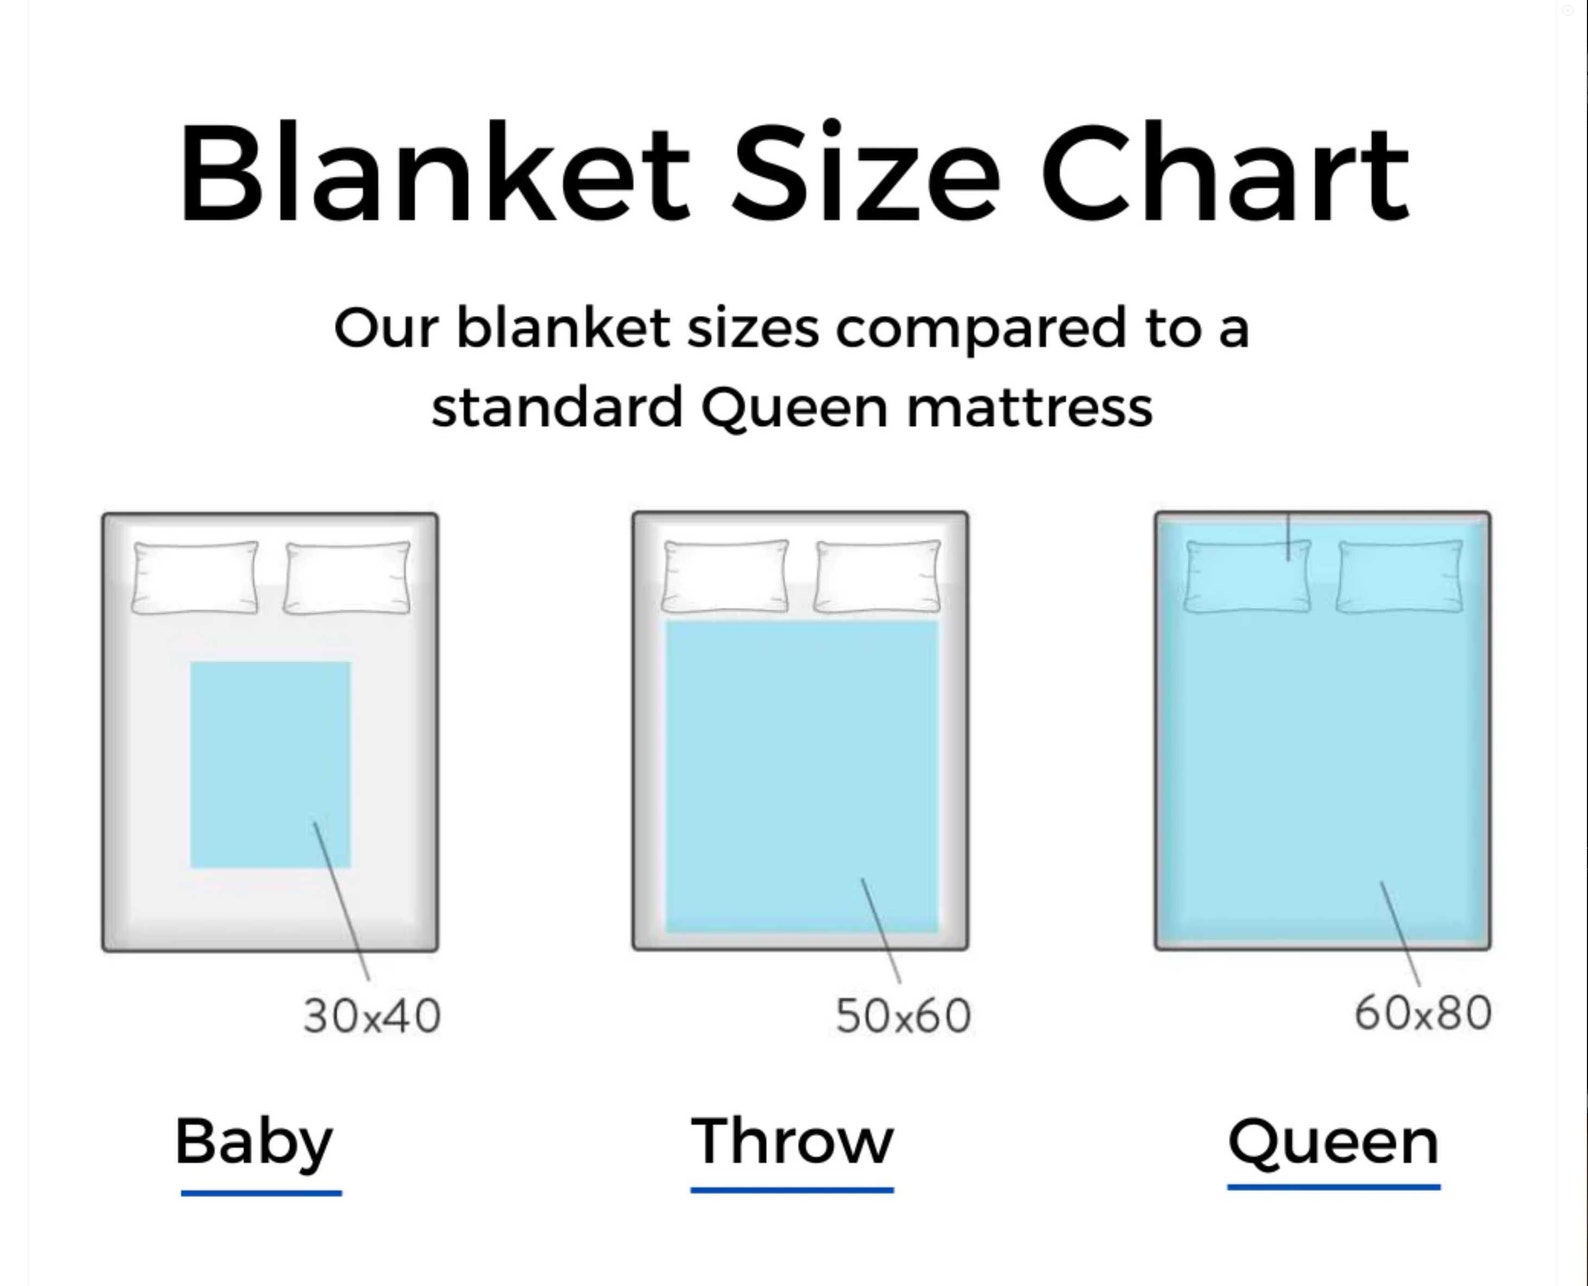 Blanket Size Chart
Our blanket sizes compared to a
standard Queen mattress
30x40
50x60
60x80
Baby
Throw
Queen